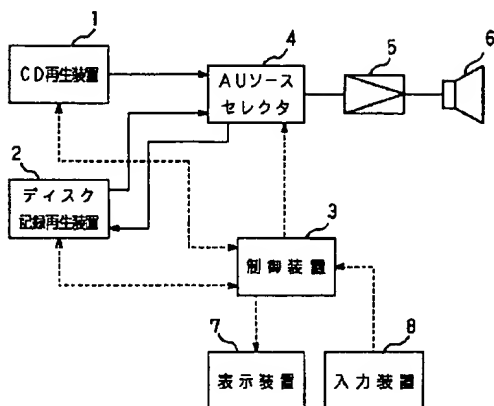 1
CD再生装置
4
AUソース
セレクタ
5
6
2
ディスク
記録再生装置
3
制御装置
7
表示装置
8
入力装置